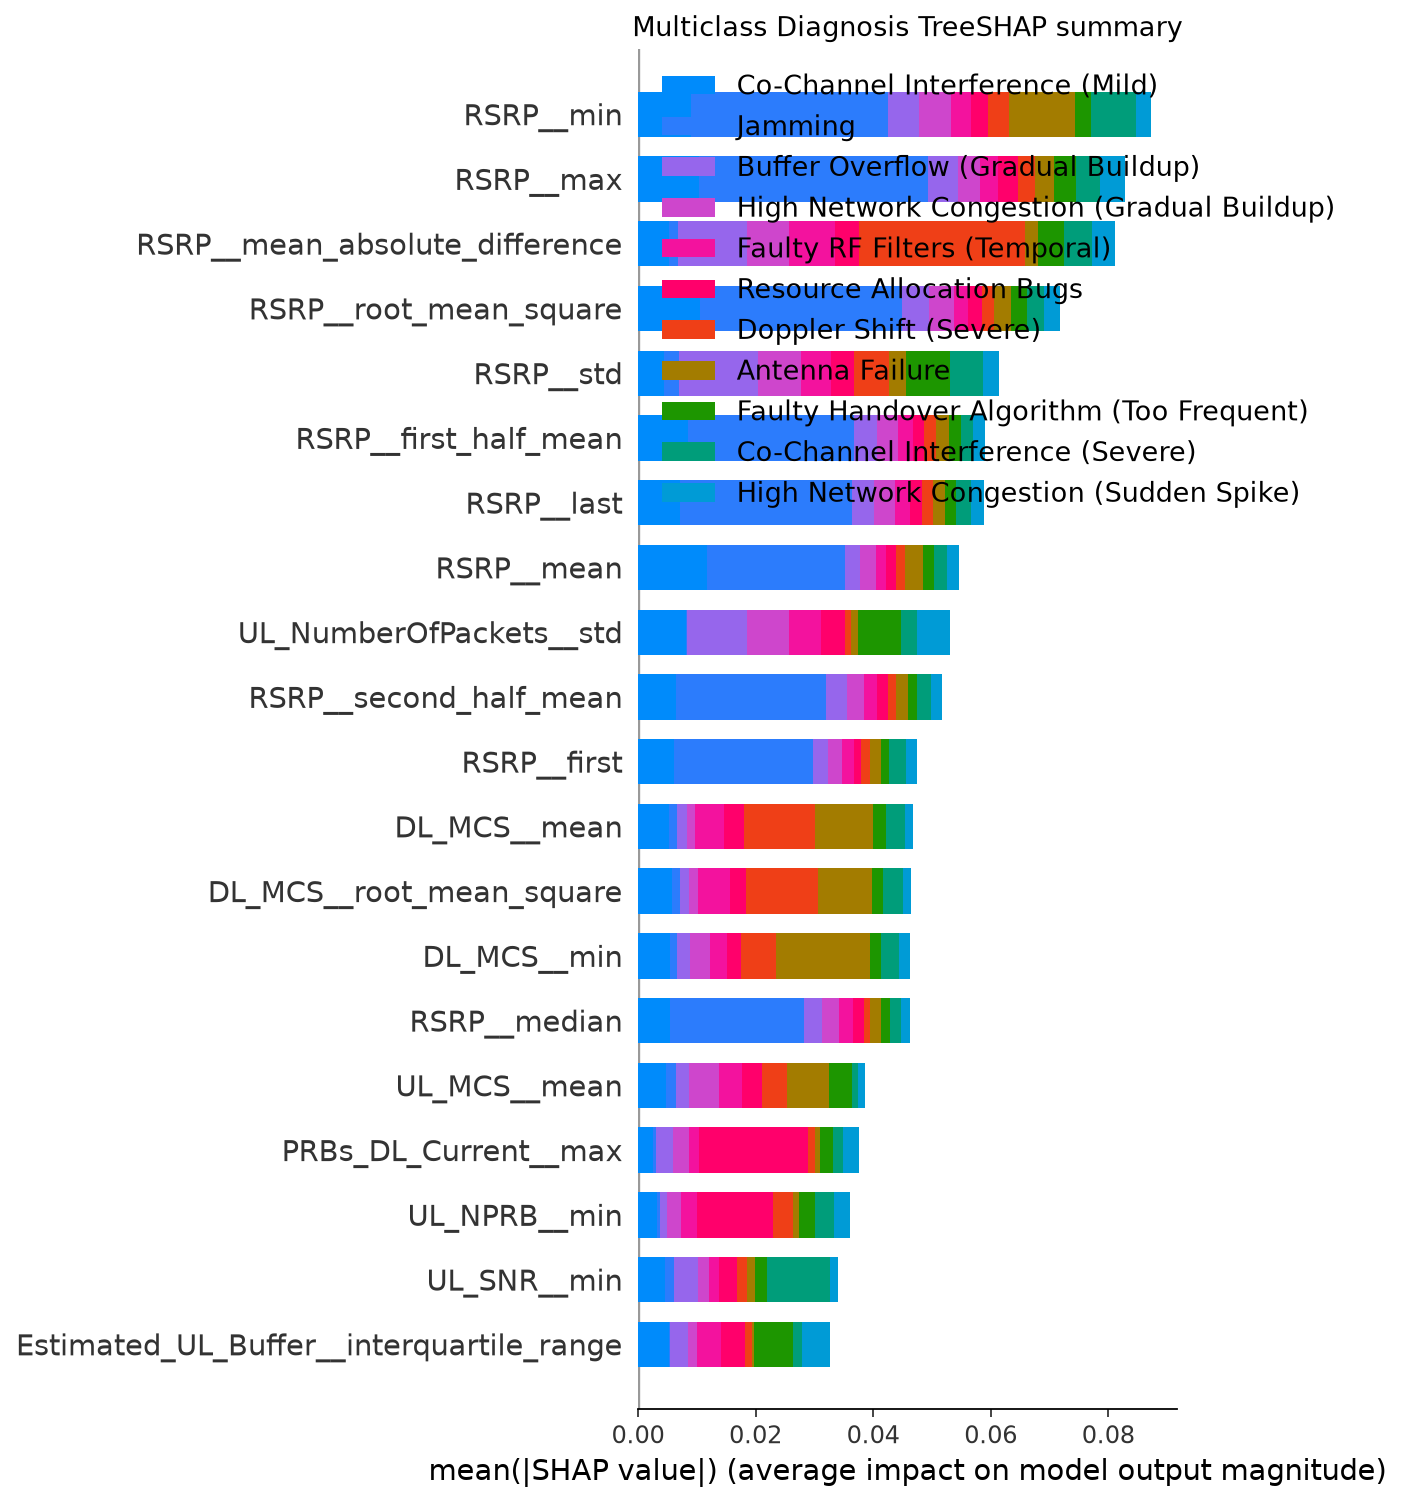 Multiclass Diagnosis TreeSHAP summary
Co-Channel Interference (Mild)
Jamming
Buffer Overflow (Gradual Buildup)
High Network Congestion (Gradual Buildup)
Faulty RF Filters (Temporal)
Resource Allocation Bugs
Doppler Shift (Severe)
Antenna Failure
Faulty Handover Algorithm (Too Frequent)
Co-Channel Interference (Severe)
High Network Congestion (Sudden Spike)
RSRP__min
RSRP__max
RSRP__mean_absolute_difference
RSRP__root_mean_square
RSRP__std
RSRP__first_half_mean
RSRP__last
RSRP__mean
UL_NumberOfPackets__std
RSRP__second_half_mean
RSRP__first
DL_MCS__mean
DL_MCS__root_mean_square
DL_MCS__min
RSRP__median
UL_MCS__mean
PRBs_DL_Current__max
UL_NPRB__min
UL_SNR__min
Estimated_UL_Buffer__interquartile_range
0.00 0.02 0.04 0.06 0.08
mean(|SHAP value|) (average impact on model output magnitude)